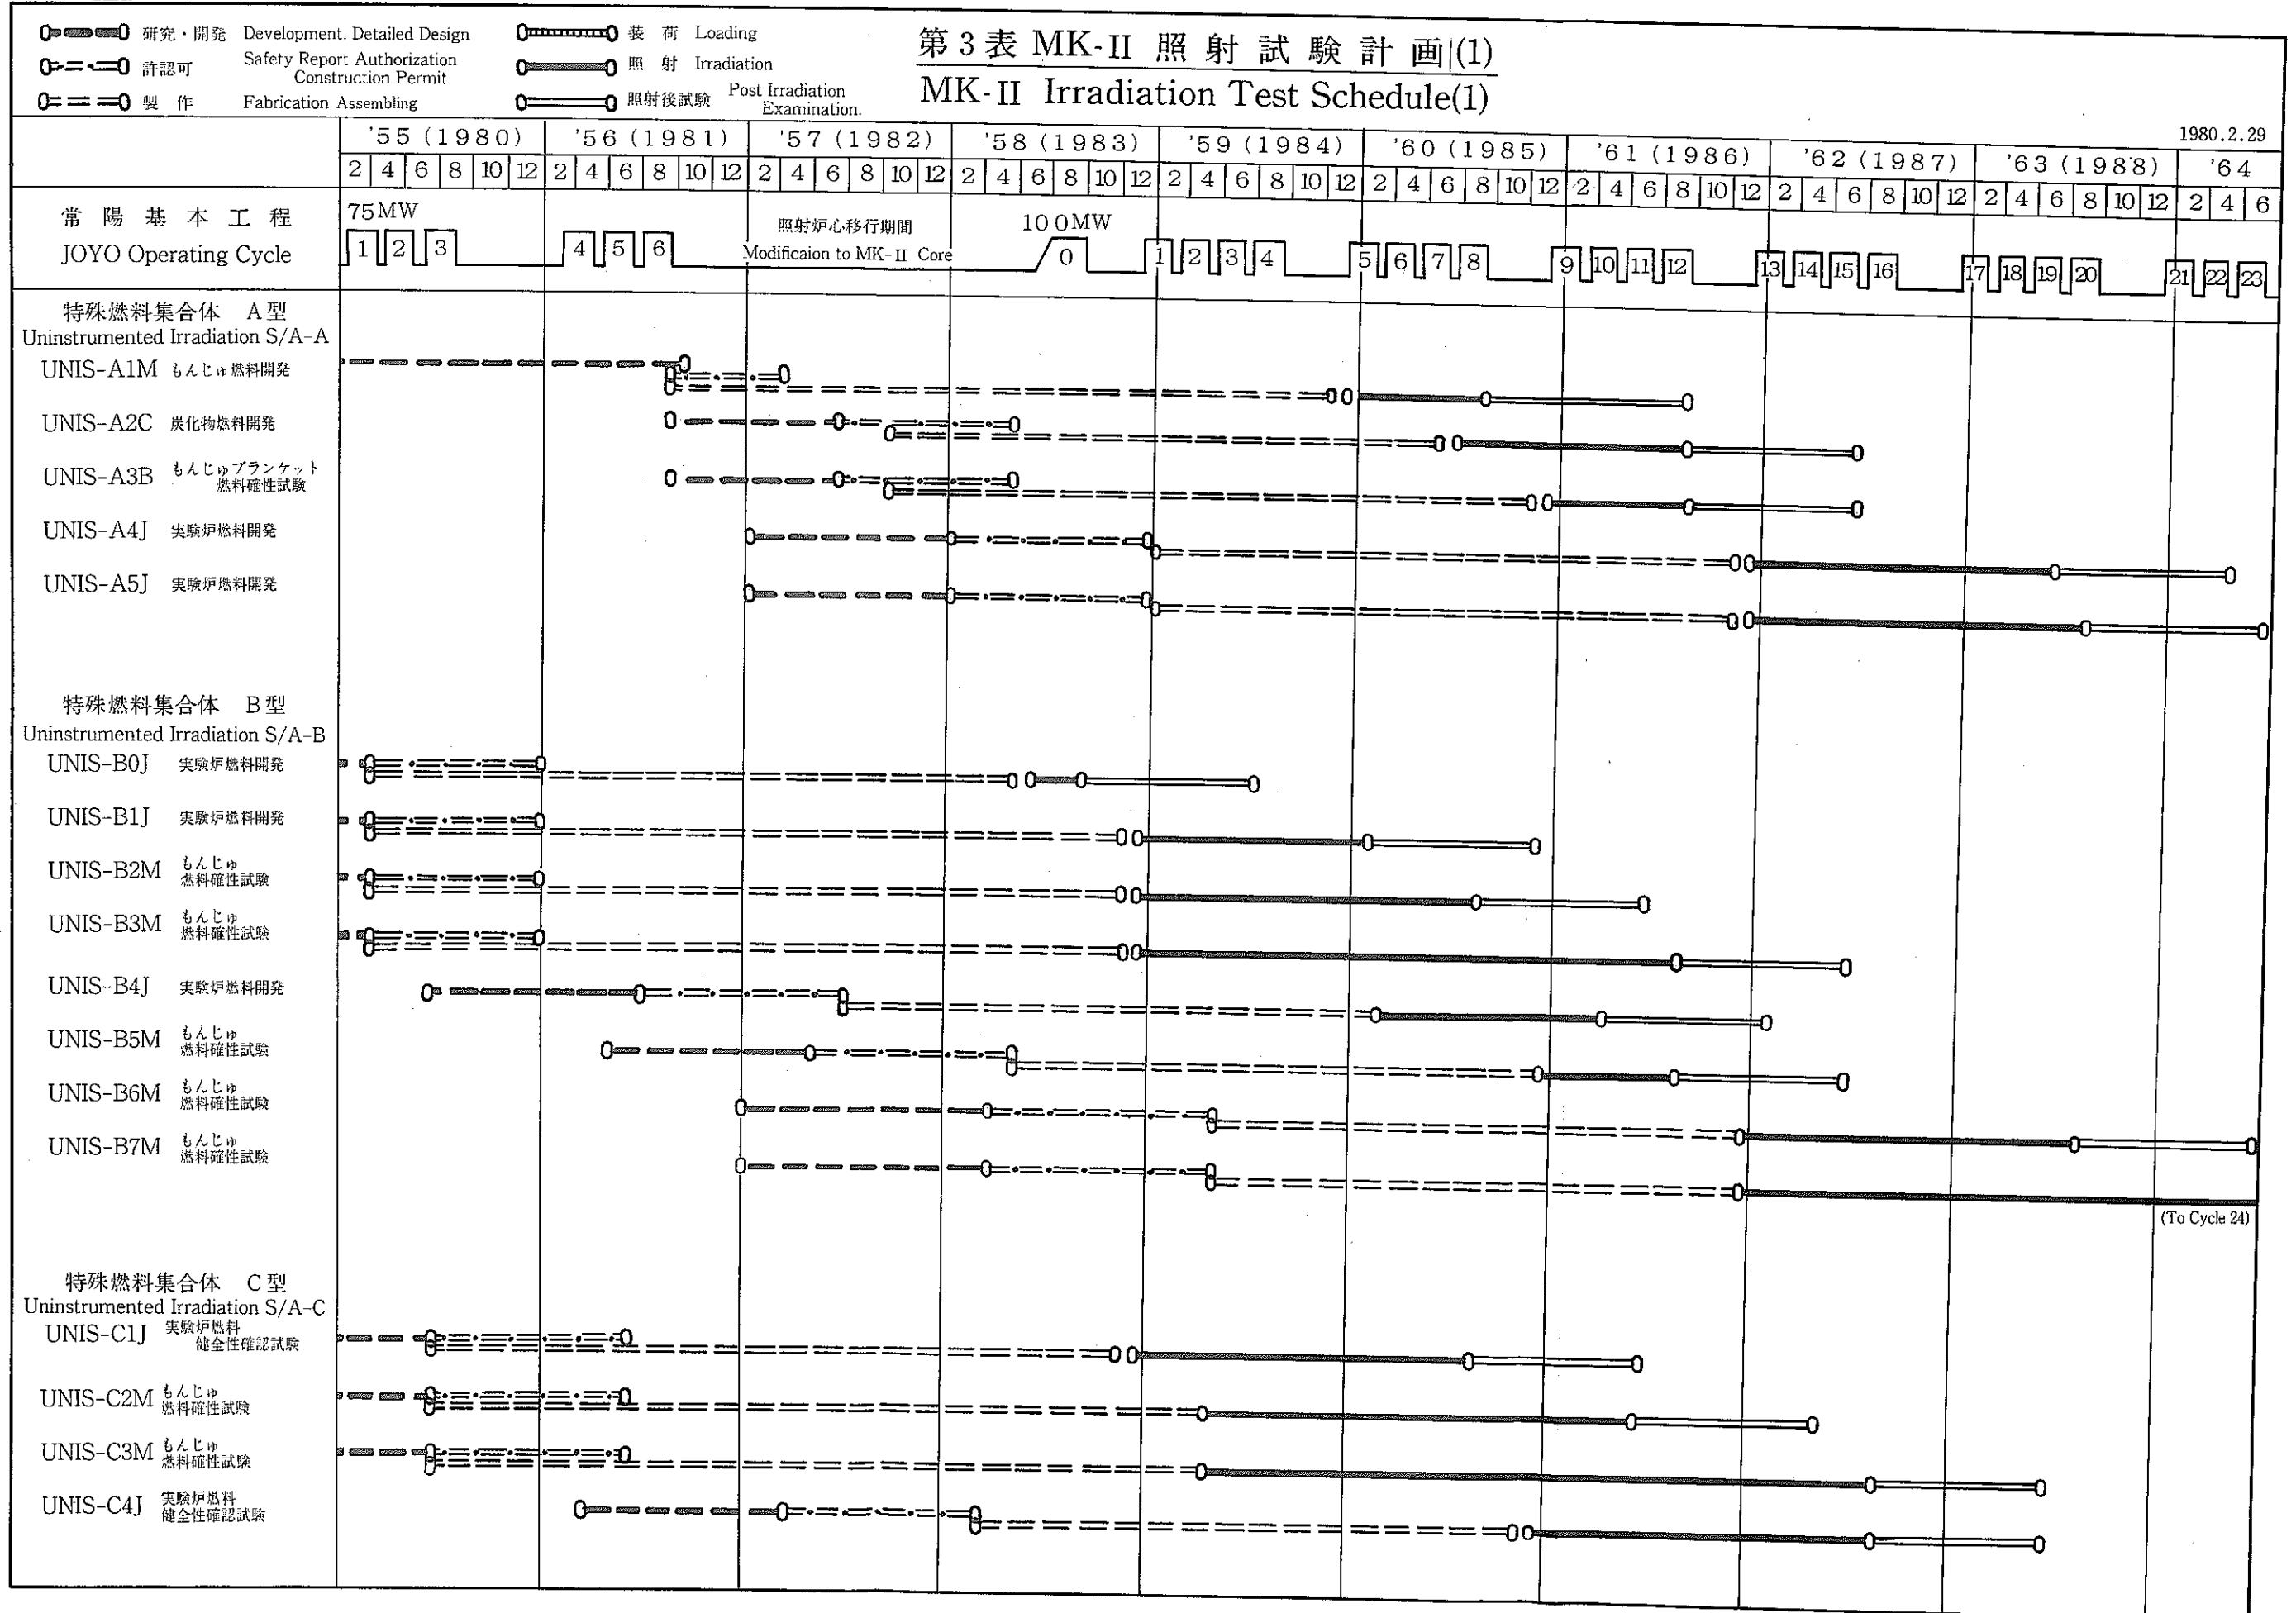 研究・開発 Development. Detailed Design
許認可 Safety Report Authorization
Construction Permit
製 作 Fabrication Assembling
装 荷 Loading
照 射 Irradiation
照射後試験 Post Irradiation
Examination.
第3表 MK-II 照 射 試 験 計 画 (1)
MK-II Irradiation Test Schedule(1)
1980.2.29
'55 (1980) '56 (1981) '57 (1982) '58 (1983) '59 (1984) '60 (1985) '61 (1986) '62 (1987) '63 (1988) '64
2 4 6 8 10 12 2 4 6 8 10 12 2 4 6 8 10 12 2 4 6 8 10 12 2 4 6 8 10 12 2 4 6 8 10 12 2 4 6 8 10 12 2 4 6 8 10 12 2 4 6 8 10 12 2 4 6
常 陽 基 本 工 程
JOYO Operating Cycle
75MW
照射炉心移行期間
Modificaion to MK-II Core
100MW
1 2 3 4 5 6 0 1 2 3 4 5 6 7 8 9 10 11 12 13 14 15 16 17 18 19 20 21 22 23
特殊燃料集合体 A型
Uninstrumented Irradiation S/A-A
UNIS-A1M もんじゅ燃料開発
UNIS-A2C 炭化物燃料開発
UNIS-A3B もんじゅブランケット
燃料確性試験
UNIS-A4J 実験炉燃料開発
UNIS-A5J 実験炉燃料開発
特殊燃料集合体 B型
Uninstrumented Irradiation S/A-B
UNIS-B0J 実験炉燃料開発
UNIS-B1J 実験炉燃料開発
UNIS-B2M もんじゅ
燃料確性試験
UNIS-B3M もんじゅ
燃料確性試験
UNIS-B4J 実験炉燃料開発
UNIS-B5M もんじゅ
燃料確性試験
UNIS-B6M もんじゅ
燃料確性試験
UNIS-B7M もんじゅ
燃料確性試験
(To Cycle 24)
特殊燃料集合体 C型
Uninstrumented Irradiation S/A-C
UNIS-C1J 実験炉燃料
健全性確認試験
UNIS-C2M もんじゅ
燃料確性試験
UNIS-C3M もんじゅ
燃料確性試験
UNIS-C4J 実験炉燃料
健全性確認試験